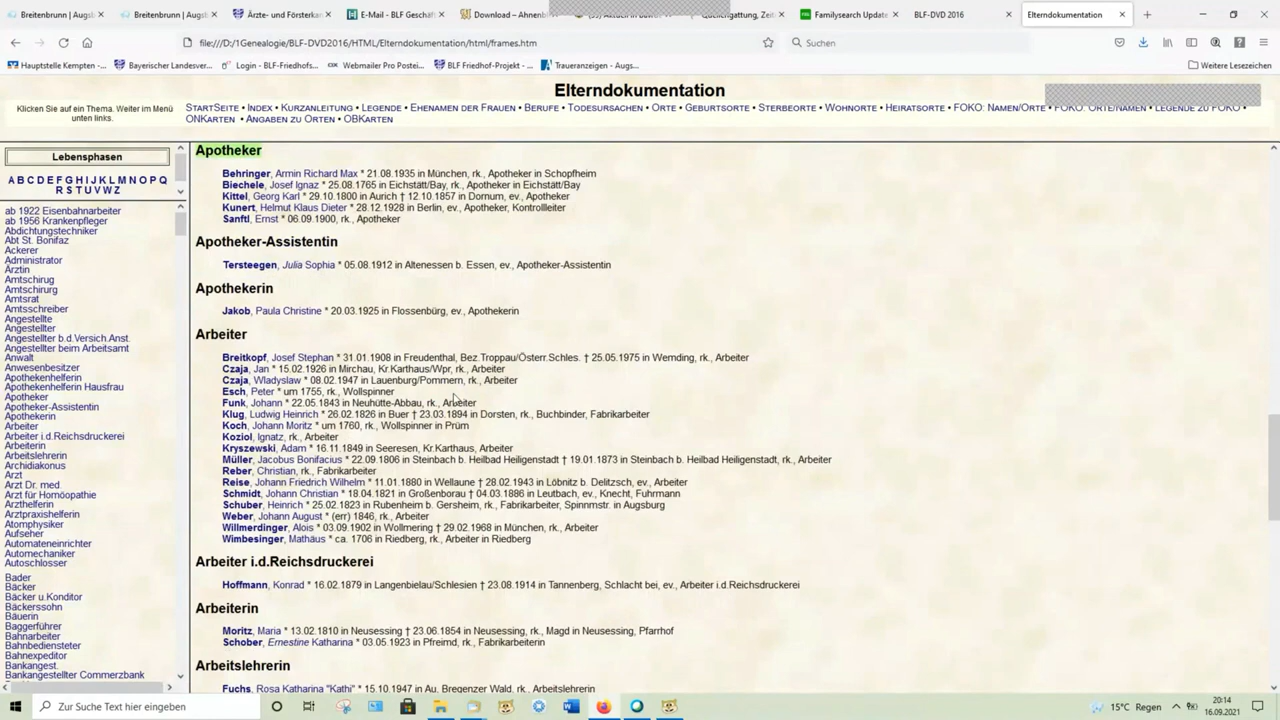 Breitenbrunn | Augsb
Breitenbrunn | Augsb
Ärzte- und Försterkar
E-Mail - BLF Geschäf
Download – Ahnenbl
Familysearch Update
BLF-DVD 2016
Elterndokumentation
file:///D:/1Genealogie/BLF-DVD2016/HTML/Elterndokumentation/html/frames.htm
Suchen
Hauptstelle Kempten -...
Bayerischer Landesver...
Login - BLF-Friedhofs...
Webmailer Pro Postei...
BLF Friedhof-Projekt - ...
Traueranzeigen - Augs...
Weitere Lesezeichen
Elterndokumentation
Klicken Sie auf ein Thema. Weiter im Menü
unten links.
StartSeite • Index • Kurzanleitung • Legende • Ehenamen der Frauen • Berufe • Todesursachen • Orte • Geburtsorte • Sterbeorte • Wohnorte • Heiratsorte • FOKO: Namen/Orte • FOKO: Orte/Namen • Legende zu FOKO •
ONKarten • Angaben zu Orten • OBKarten
Lebensphasen
A B C D E F G H I J K L M N O P Q
R S T U V W Z
ab 1922 Eisenbahnarbeiter
ab 1956 Krankenpfleger
Abdichtungstechniker
Abt St. Bonifaz
Ackerer
Administrator
Ärztin
Amtschirug
Amtschirurg
Amtsrat
Amtsschreiber
Angestellte
Angestellter
Angestellter b.d.Versich.Anst.
Angestellter beim Arbeitsamt
Anwalt
Anwesenbesitzer
Apothekenhelferin
Apothekenhelferin Hausfrau
Apotheker
Apotheker-Assistentin
Apothekerin
Arbeiter
Arbeiter i.d.Reichsdruckerei
Arbeiterin
Arbeitslehrerin
Archidiakonus
Arzt
Arzt Dr. med.
Arzt für Homöopathie
Arzthelferin
Arztpraxishelferin
Atomphysiker
Aufseher
Automateneinrichter
Automechaniker
Autoschlosser
Bader
Bäcker
Bäcker u.Konditor
Bäckerssohn
Bäuerin
Baggerführer
Bahnarbeiter
Bahnbediensteter
Bahnexpeditor
Bankangest.
Bankangestellter Commerzbank
Apotheker
Behringer, Armin Richard Max * 21.08.1935 in München, rk., Apotheker in Schopfheim
Biechele, Josef Ignaz * 25.08.1765 in Eichstätt/Bay, rk., Apotheker in Eichstätt/Bay
Kittel, Georg Karl * 29.10.1800 in Aurich † 12.10.1857 in Dornum, ev., Apotheker
Kunert, Helmut Klaus Dieter * 28.12.1928 in Berlin, ev., Apotheker, Kontrolleiter
Sanftl, Ernst * 06.09.1900, rk., Apotheker
Apotheker-Assistentin
Tersteegen, Julia Sophia * 05.08.1912 in Altenessen b. Essen, ev., Apotheker-Assistentin
Apothekerin
Jakob, Paula Christine * 20.03.1925 in Flossenbürg, ev., Apothekerin
Arbeiter
Breitkopf, Josef Stephan * 31.01.1908 in Freudenthal, Bez.Troppau/Österr.Schles. † 25.05.1975 in Wemding, rk., Arbeiter
Czaja, Jan * 15.02.1926 in Mirchau, Kr.Karthaus/Wpr, rk., Arbeiter
Czaja, Wladyslaw * 08.02.1947 in Lauenburg/Pommern, rk., Arbeiter
Esch, Peter * um 1755, rk., Wollspinner
Funk, Johann * 22.05.1843 in Neuhütte-Abbau, rk., Arbeiter
Klug, Ludwig Heinrich * 26.02.1826 in Buer † 23.03.1894 in Dorsten, rk., Buchbinder, Fabrikarbeiter
Koch, Johann Moritz * um 1760, rk., Wollspinner in Prüm
Koziol, Ignatz, rk., Arbeiter
Kryszewski, Adam * 16.11.1849 in Seeresen, Kr.Karthaus, Arbeiter
Müller, Jacobus Bonifacius * 22.09.1806 in Steinbach b. Heilbad Heiligenstadt † 19.01.1873 in Steinbach b. Heilbad Heiligenstadt, rk., Arbeiter
Reber, Christian, rk., Fabrikarbeiter
Reise, Johann Friedrich Wilhelm * 11.01.1880 in Wellaune † 28.02.1943 in Löbnitz b. Delitzsch, ev., Arbeiter
Schmidt, Johann Christian * 18.04.1821 in Großenborau † 04.03.1886 in Leutbach, ev., Knecht, Fuhrmann
Schuber, Heinrich * 25.02.1823 in Rubenheim b. Gersheim, rk., Fabrikarbeiter, Spinnmstr. in Augsburg
Weber, Johann August * (err) 1846, rk., Arbeiter
Willmerdinger, Alois * 03.09.1902 in Wollmering † 29.02.1968 in München, rk., Arbeiter
Wimbesinger, Mathäus * ca. 1706 in Riedberg, rk., Arbeiter in Riedberg
Arbeiter i.d.Reichsdruckerei
Hoffmann, Konrad * 16.02.1879 in Langenbielau/Schlesien † 23.08.1914 in Tannenberg, Schlacht bei, ev., Arbeiter i.d.Reichsdruckerei
Arbeiterin
Moritz, Maria * 13.02.1810 in Neusessing † 23.06.1854 in Neusessing, rk., Magd in Neusessing, Pfarrhof
Schober, Ernestine Katharina * 03.05.1923 in Pfreimd, rk., Fabrikarbeiterin
Arbeitslehrerin
Fuchs, Rosa Katharina "Kathi" * 15.10.1947 in Au, Bregenzer Wald, rk., Arbeitslehrerin
Zur Suche Text hier eingeben
15°C Regen
20:14
16.09.2021